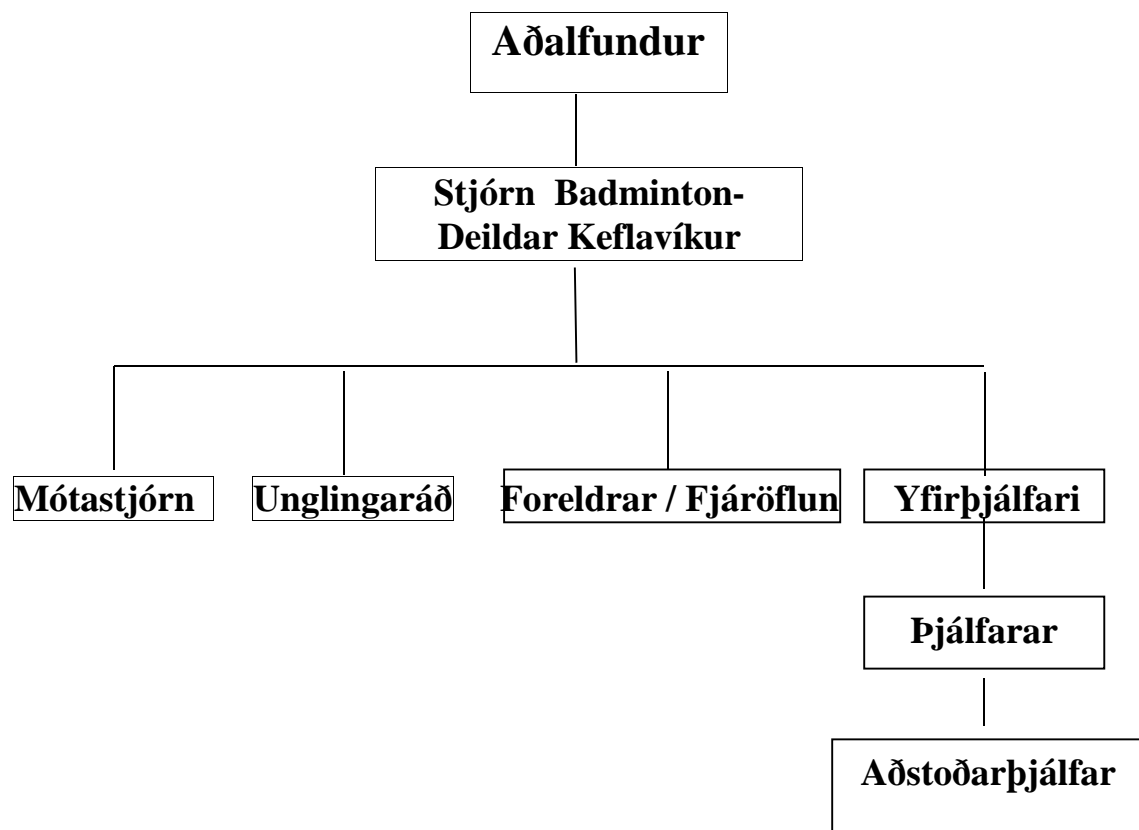 Aðalfundur
Stjórn Badminton-
Deildar Keflavíkur
Mótastjórn
Unglingaráð
Foreldrar / Fjáröflun
Yfirþjálfari
Þjálfarar
Aðstoðarþjálfar